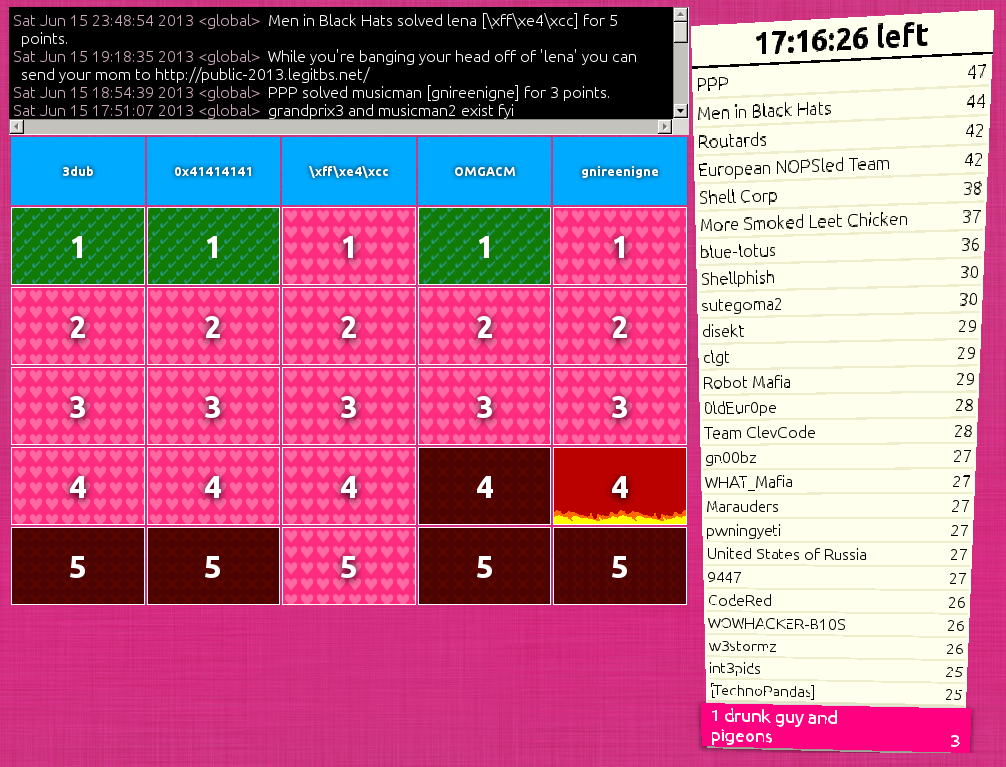 Sat Jun 15 23:48:54 2013 <global> Men in Black Hats solved lena [\xff\xe4\xcc] for 5
points.
Sat Jun 15 19:18:35 2013 <global> While you're banging your head off of 'lena' you can
send your mom to http://public-2013.legitbs.net/
Sat Jun 15 18:54:39 2013 <global> PPP solved musicman [gnireenigne] for 3 points.
Sat Jun 15 17:51:07 2013 <global> grandprix3 and musicman2 exist fyi
3dub 0x41414141 \xff\xe4\xcc OMGACM gnireenigne
1 1 1 1 1
2 2 2 2 2
3 3 3 3 3
4 4 4 4 4
5 5 5 5 5
17:16:26 left
PPP 47
Men in Black Hats 44
Routards 42
European NOPSled Team 42
Shell Corp 38
More Smoked Leet Chicken 37
blue-lotus 36
Shellphish 30
sutegoma2 30
disekt 29
clgt 29
Robot Mafia 29
0ldEur0pe 28
Team ClevCode 28
gn00bz 27
WHAT_Mafia 27
Marauders 27
pwningyeti 27
United States of Russia 27
9447 27
CodeRed 26
WOWHACKER-B10S 26
w3stormz 26
int3pids 25
[TechnoPandas] 25
1 drunk guy and
pigeons 3